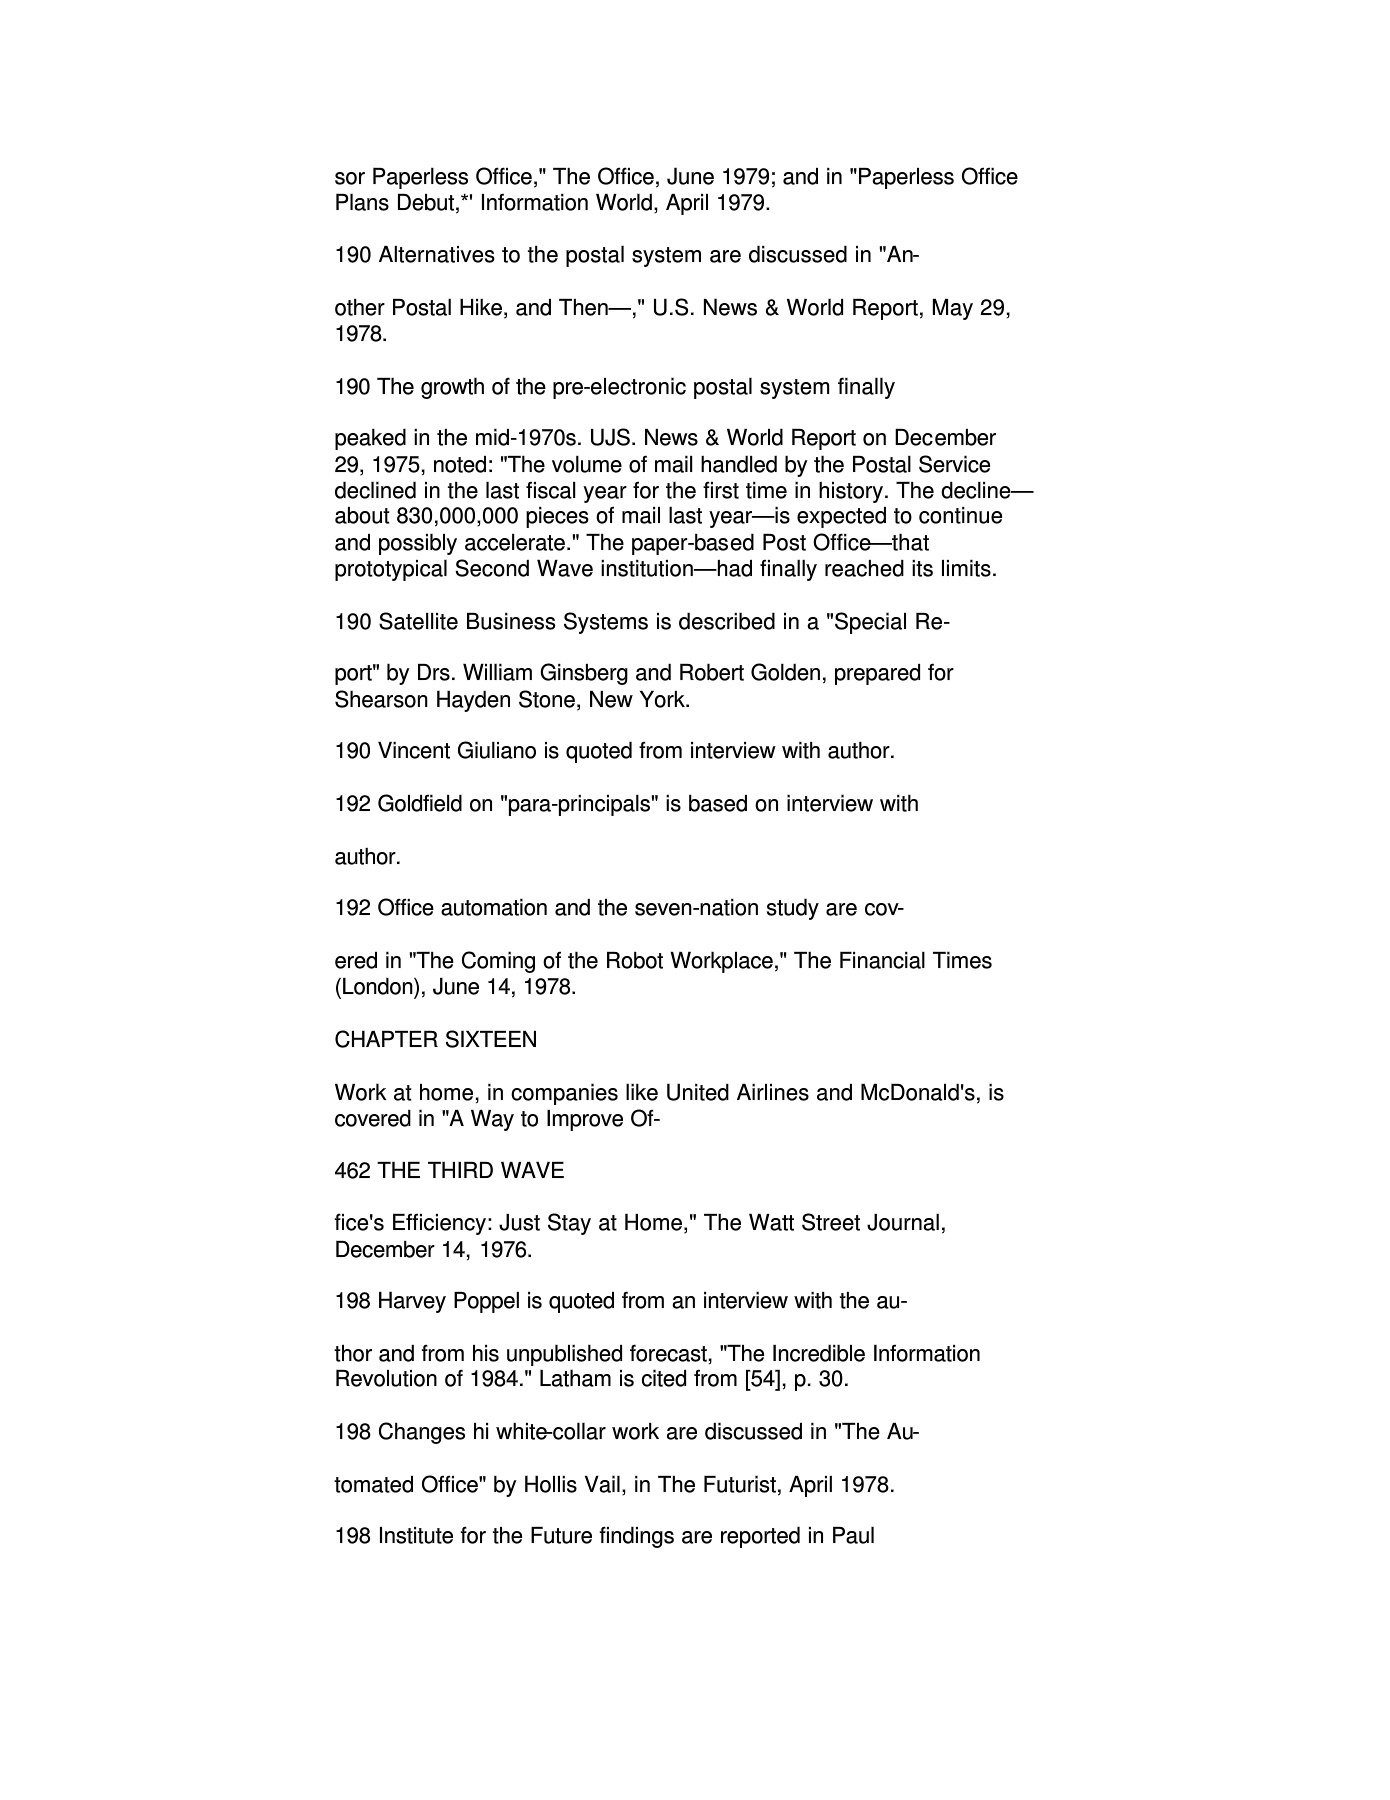 sor Paperless Office," The Office, June 1979; and in "Paperless Office
Plans Debut,*' Information World, April 1979.
190 Alternatives to the postal system are discussed in "An-
other Postal Hike, and Then—," U.S. News & World Report, May 29,
1978.
190 The growth of the pre-electronic postal system finally
peaked in the mid-1970s. UJS. News & World Report on December
29, 1975, noted: "The volume of mail handled by the Postal Service
declined in the last fiscal year for the first time in history. The decline—
about 830,000,000 pieces of mail last year—is expected to continue
and possibly accelerate." The paper-based Post Office—that
prototypical Second Wave institution—had finally reached its limits.
190 Satellite Business Systems is described in a "Special Re-
port" by Drs. William Ginsberg and Robert Golden, prepared for
Shearson Hayden Stone, New York.
190 Vincent Giuliano is quoted from interview with author.
192 Goldfield on "para-principals" is based on interview with
author.
192 Office automation and the seven-nation study are cov-
ered in "The Coming of the Robot Workplace," The Financial Times
(London), June 14, 1978.
CHAPTER SIXTEEN
Work at home, in companies like United Airlines and McDonald's, is
covered in "A Way to Improve Of-
462 THE THIRD WAVE
fice's Efficiency: Just Stay at Home," The Watt Street Journal,
December 14, 1976.
198 Harvey Poppel is quoted from an interview with the au-
thor and from his unpublished forecast, "The Incredible Information
Revolution of 1984." Latham is cited from [54], p. 30.
198 Changes hi white-collar work are discussed in "The Au-
tomated Office" by Hollis Vail, in The Futurist, April 1978.
198 Institute for the Future findings are reported in Paul